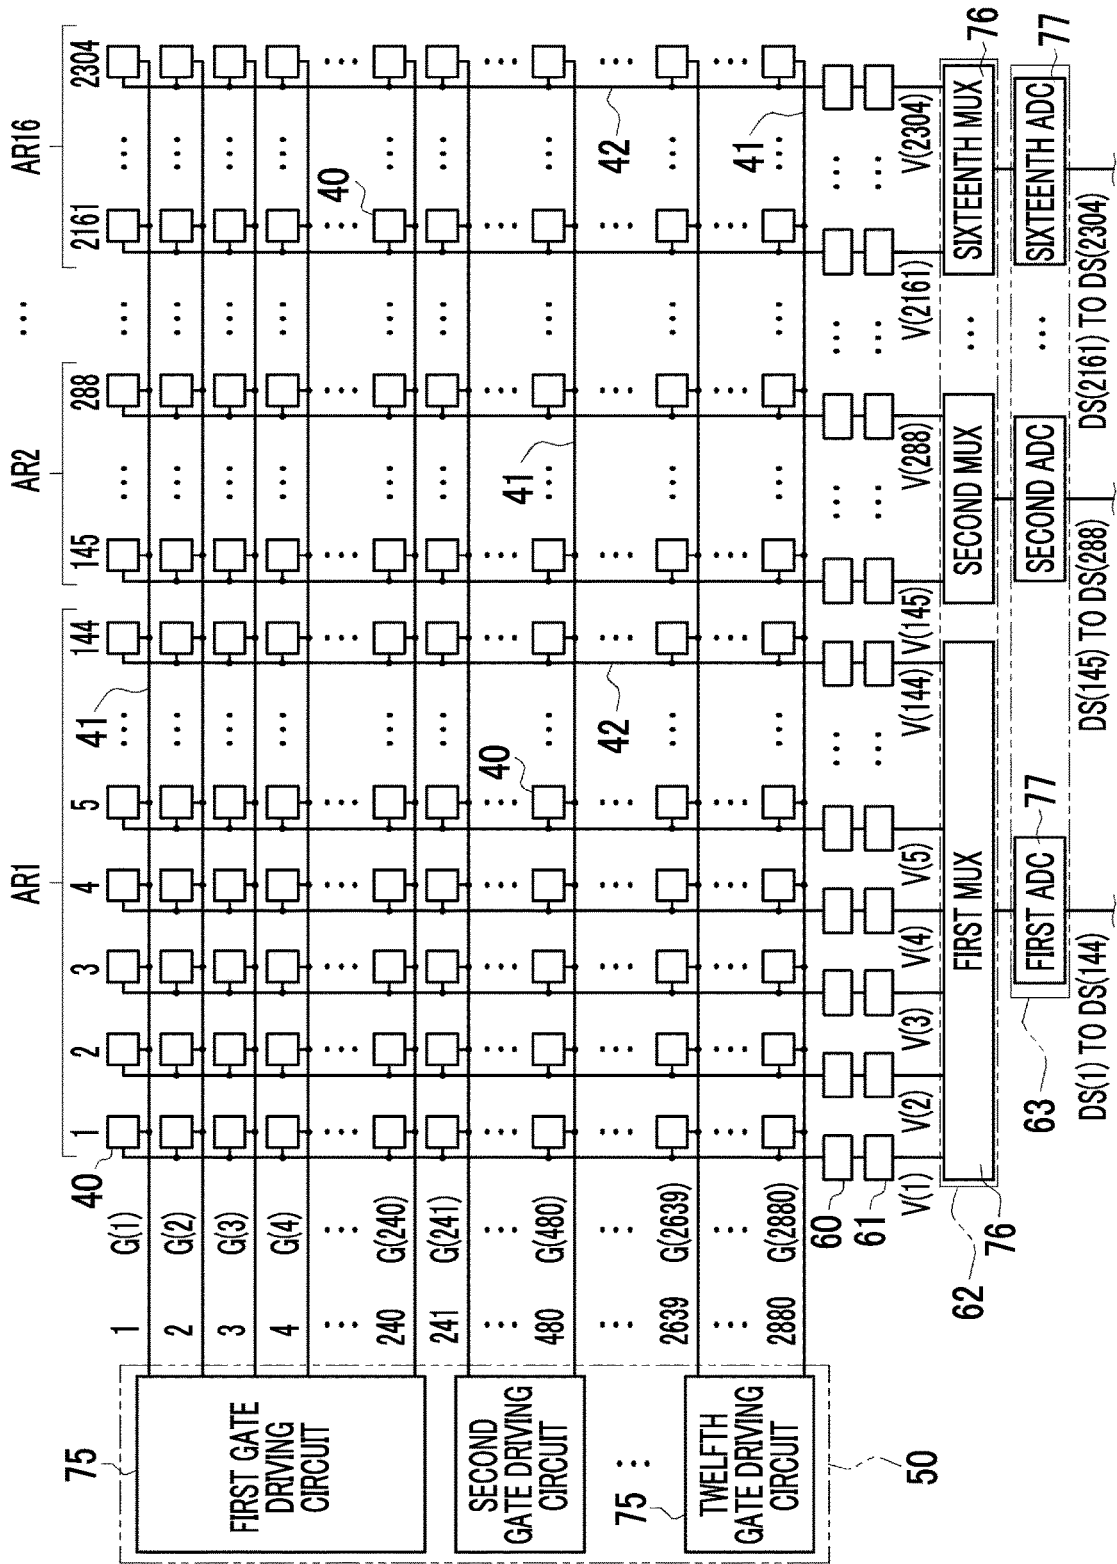 AR1
AR2
...
AR16
1 2 3 4 5 ... 144 145 ... 288 ... 2161 ... 2304
40
41
75
FIRST GATE
DRIVING
CIRCUIT
1 G(1)
2 G(2)
3 G(3)
4 G(4)
... ...
240 G(240)
40
SECOND
GATE DRIVING
CIRCUIT
241 G(241)
... ...
480 G(480)
40
41
... ...
42
42
75
TWELFTH
GATE DRIVING
CIRCUIT
2639 G(2639)
... ...
2880 G(2880)
41
50
60
61
V(1) V(2) V(3) V(4) V(5) ... V(144) V(145) ... V(288) ... V(2161) ... V(2304)
62
76
FIRST MUX
SECOND MUX
...
SIXTEENTH MUX
76
63
FIRST ADC
77
SECOND ADC
...
SIXTEENTH ADC
77
DS(1) TO DS(144)
DS(145) TO DS(288)
DS(2161) TO DS(2304)